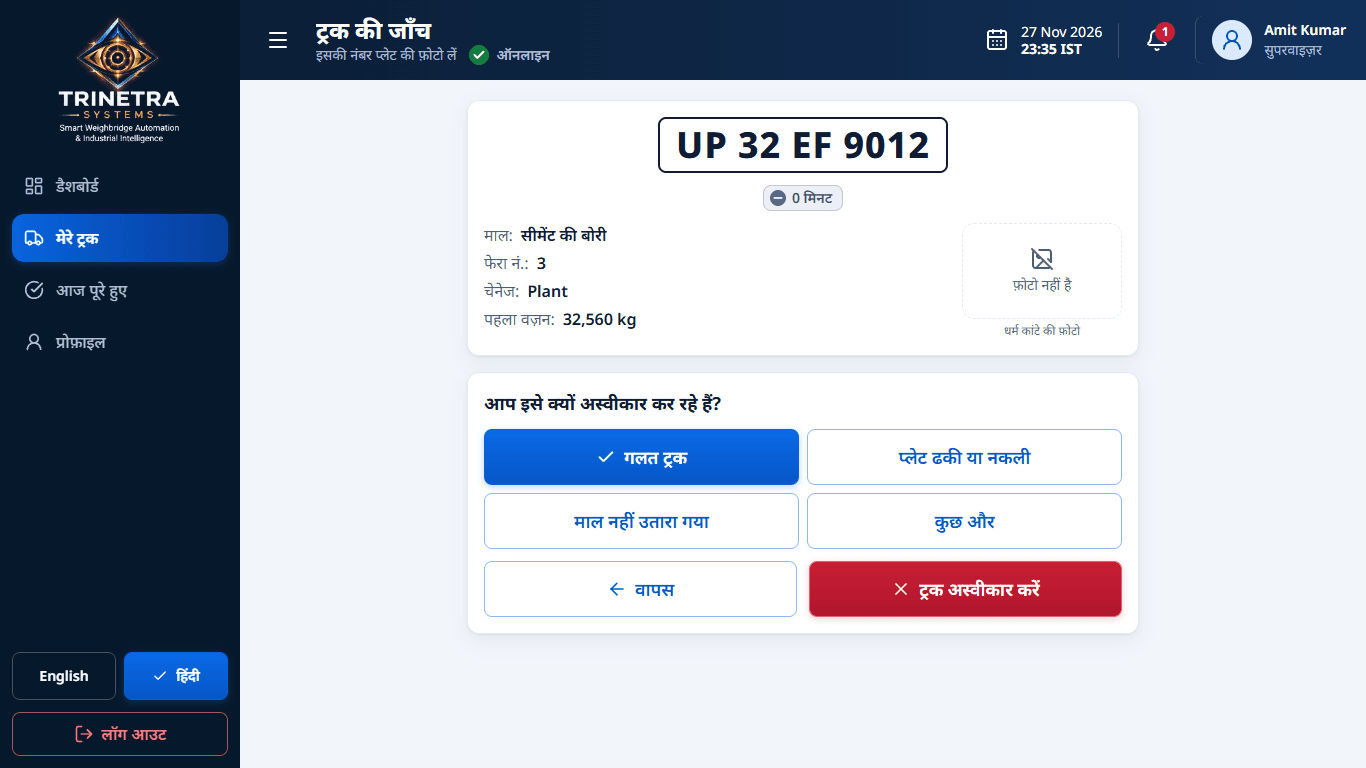 TRINETRA
SYSTEMS
Smart Weighbridge Automation
& Industrial Intelligence
डैशबोर्ड
मेरे ट्रक
आज पूरे हुए
प्रोफ़ाइल
English
हिंदी
लॉग आउट
ट्रक की जाँच
इसकी नंबर प्लेट की फ़ोटो लें
ऑनलाइन
27 Nov 2026
23:35 IST
1
Amit Kumar
सुपरवाइज़र
UP 32 EF 9012
0 मिनट
माल: सीमेंट की बोरी
फेरा नं.: 3
चेनेज: Plant
पहला वज़न: 32,560 kg
फ़ोटो नहीं है
धर्म कांटे की फ़ोटो
आप इसे क्यों अस्वीकार कर रहे हैं?
गलत ट्रक
प्लेट ढकी या नकली
माल नहीं उतारा गया
कुछ और
वापस
ट्रक अस्वीकार करें